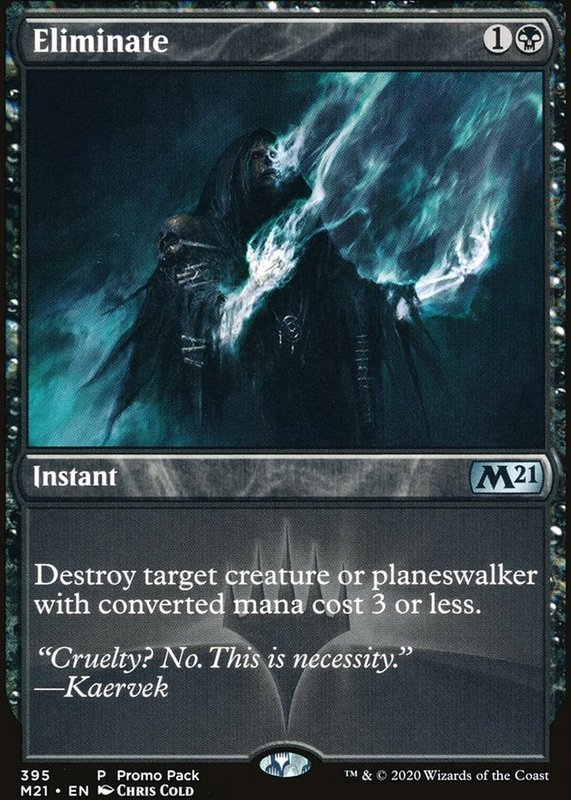 Eliminate 1
Instant M21
Destroy target creature or planeswalker
with converted mana cost 3 or less.
“Cruelty? No. This is necessity.”
—Kaervek
395 P Promo Pack ™ & © 2020 Wizards of the Coast
M21 • EN Chris Cold